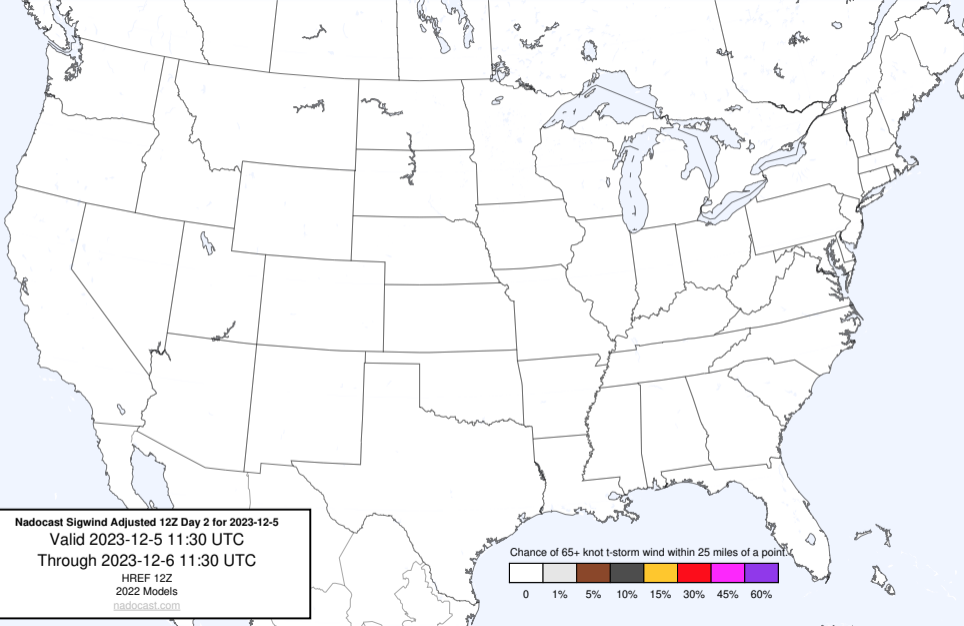 Nadocast Sigwind Adjusted 12Z Day 2 for 2023-12-5
Valid 2023-12-5 11:30 UTC
Through 2023-12-6 11:30 UTC
HREF 12Z
2022 Models
nadocast.com
Chance of 65+ knot t-storm wind within 25 miles of a point.
0 1% 5% 10% 15% 30% 45% 60%